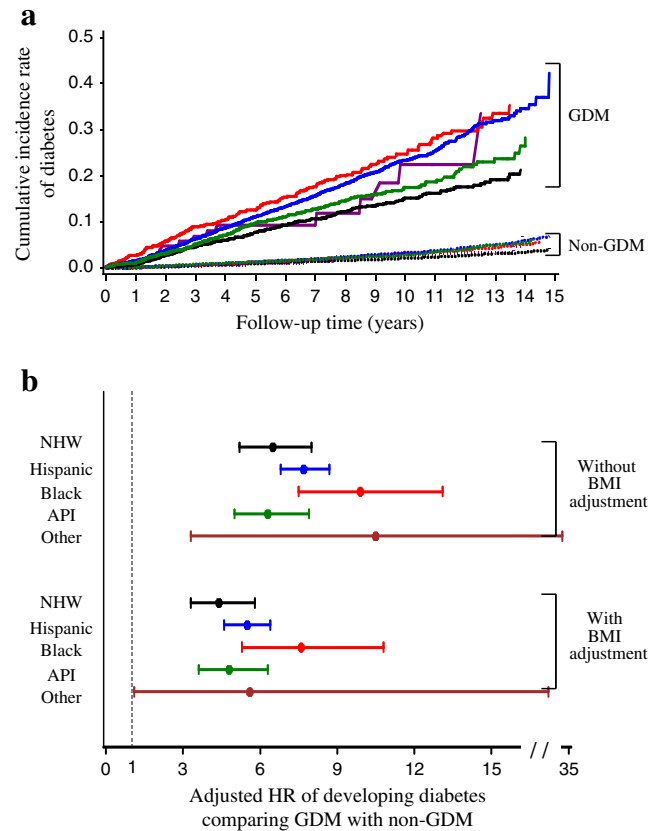 a
Cumulative incidence rate
of diabetes
0.5
0.4
0.3
0.2
0.1
0.0
GDM
Non-GDM
0 1 2 3 4 5 6 7 8 9 10 11 12 13 14 15
Follow-up time (years)
b
NHW
Hispanic
Black
API
Other
Without
BMI
adjustment
NHW
Hispanic
Black
API
Other
With
BMI
adjustment
0 1 3 6 9 12 15 // 35
Adjusted HR of developing diabetes
comparing GDM with non-GDM